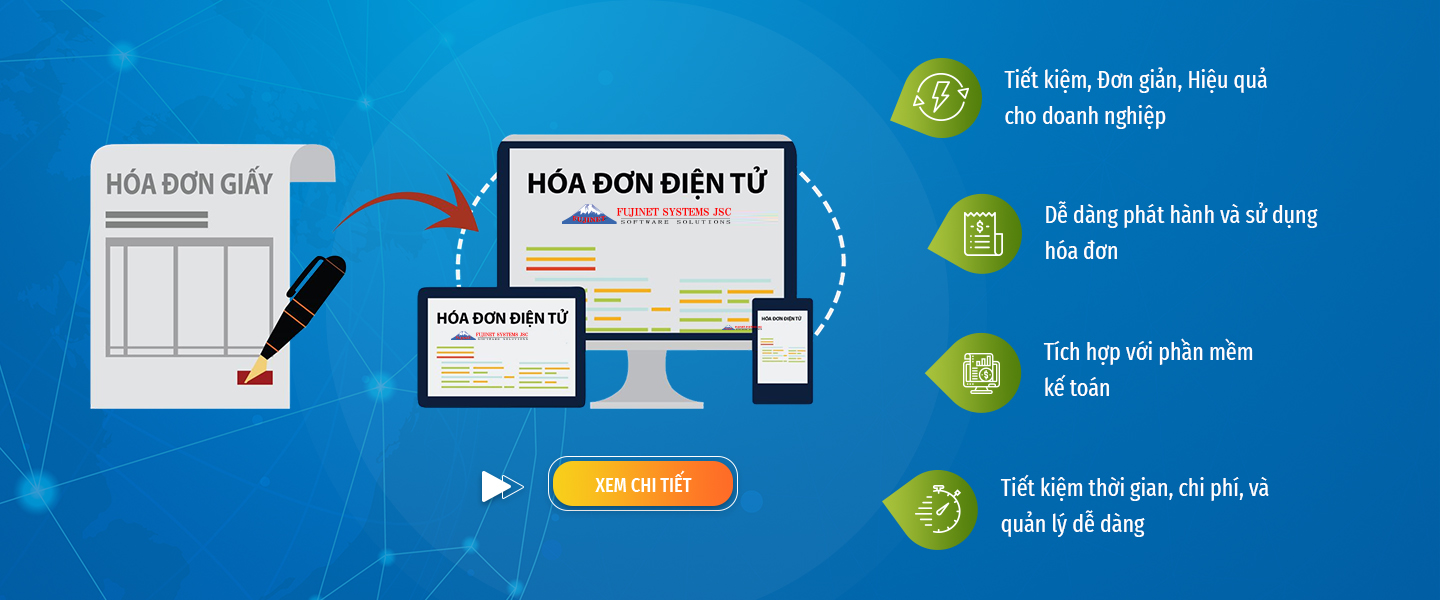 HÓA ĐƠN GIẤY
HÓA ĐƠN ĐIỆN TỬ
FUJINET
FUJINET SYSTEMS JSC
SOFTWARE SOLUTIONS
HÓA ĐƠN ĐIỆN TỬ
FUJINET SYSTEMS JSC
SOFTWARE SOLUTIONS
HÓA ĐƠN ĐIỆN TỬ
XEM CHI TIẾT
Tiết kiệm, Đơn giản, Hiệu quả
cho doanh nghiệp
Dễ dàng phát hành và sử dụng
hóa đơn
Tích hợp với phần mềm
kế toán
Tiết kiệm thời gian, chi phí, và
quản lý dễ dàng